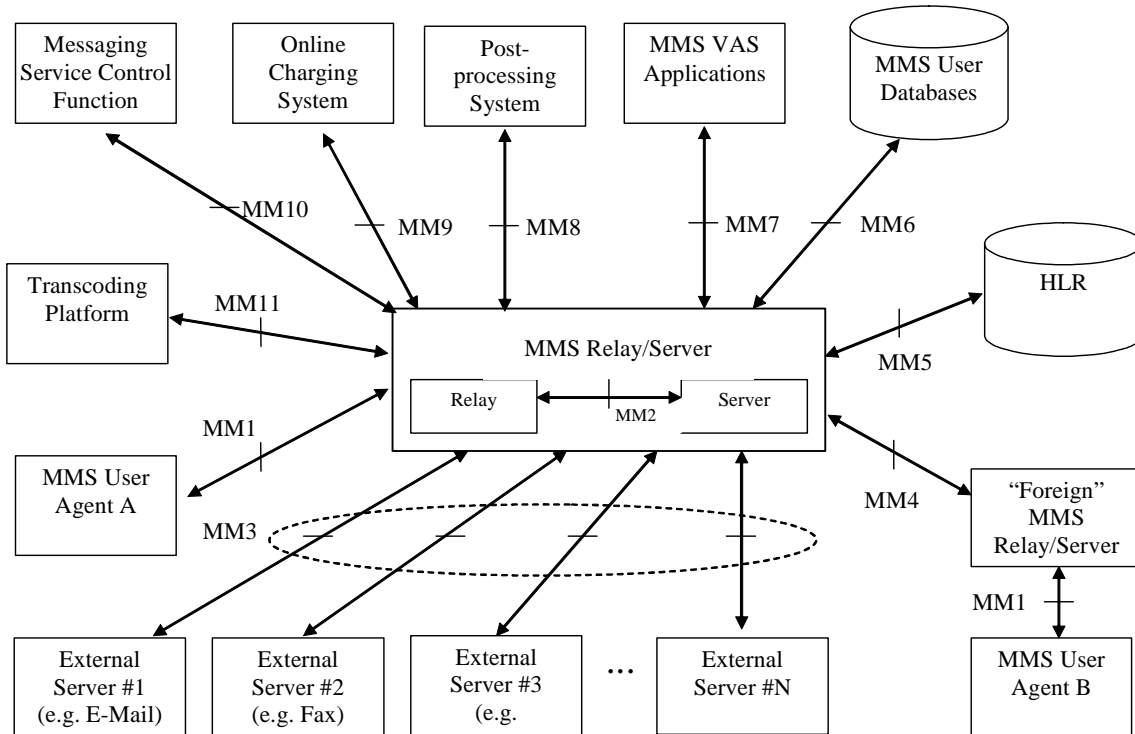 Messaging
Service Control
Function
Online
Charging
System
Post-
processing
System
MMS VAS
Applications
MMS User
Databases
MM10
MM9
MM8
MM7
MM6
Transcoding
Platform
MM11
HLR
MMS Relay/Server
MM5
Relay
MM2
Server
MM1
MMS User
Agent A
MM3
MM4
“Foreign”
MMS
Relay/Server
MM1
External
Server #1
(e.g. E-Mail)
External
Server #2
(e.g. Fax)
External
Server #3
(e.g.
...
External
Server #N
MMS User
Agent B